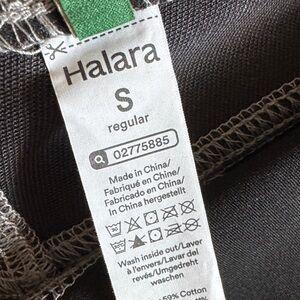 Halara
S
regular
02775885
Made in China/
Fabriqué en Chine/
Fabricado en China/
In China hergestellt
Wash inside out/Laver
à l'envers/Lavar del
revés/Umgedreht
waschen
59% Cotton